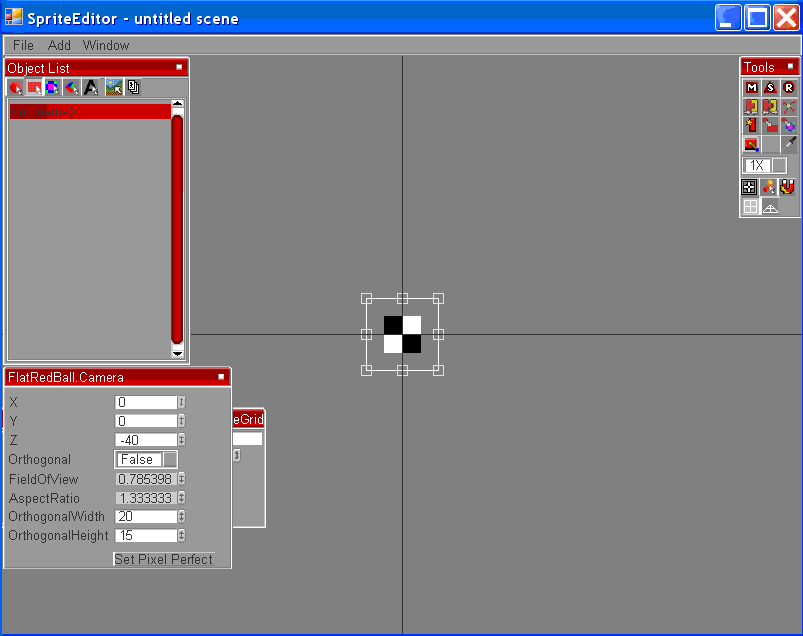 SpriteEditor - untitled scene
File Add Window
Object List
Tools
M S R
A
1X
FlatRedBall.Camera
eGrid
X 0
Y 0
Z -40
Orthogonal False
FieldOfView 0.785398
AspectRatio 1.333333
OrthogonalWidth 20
OrthogonalHeight 15
Set Pixel Perfect